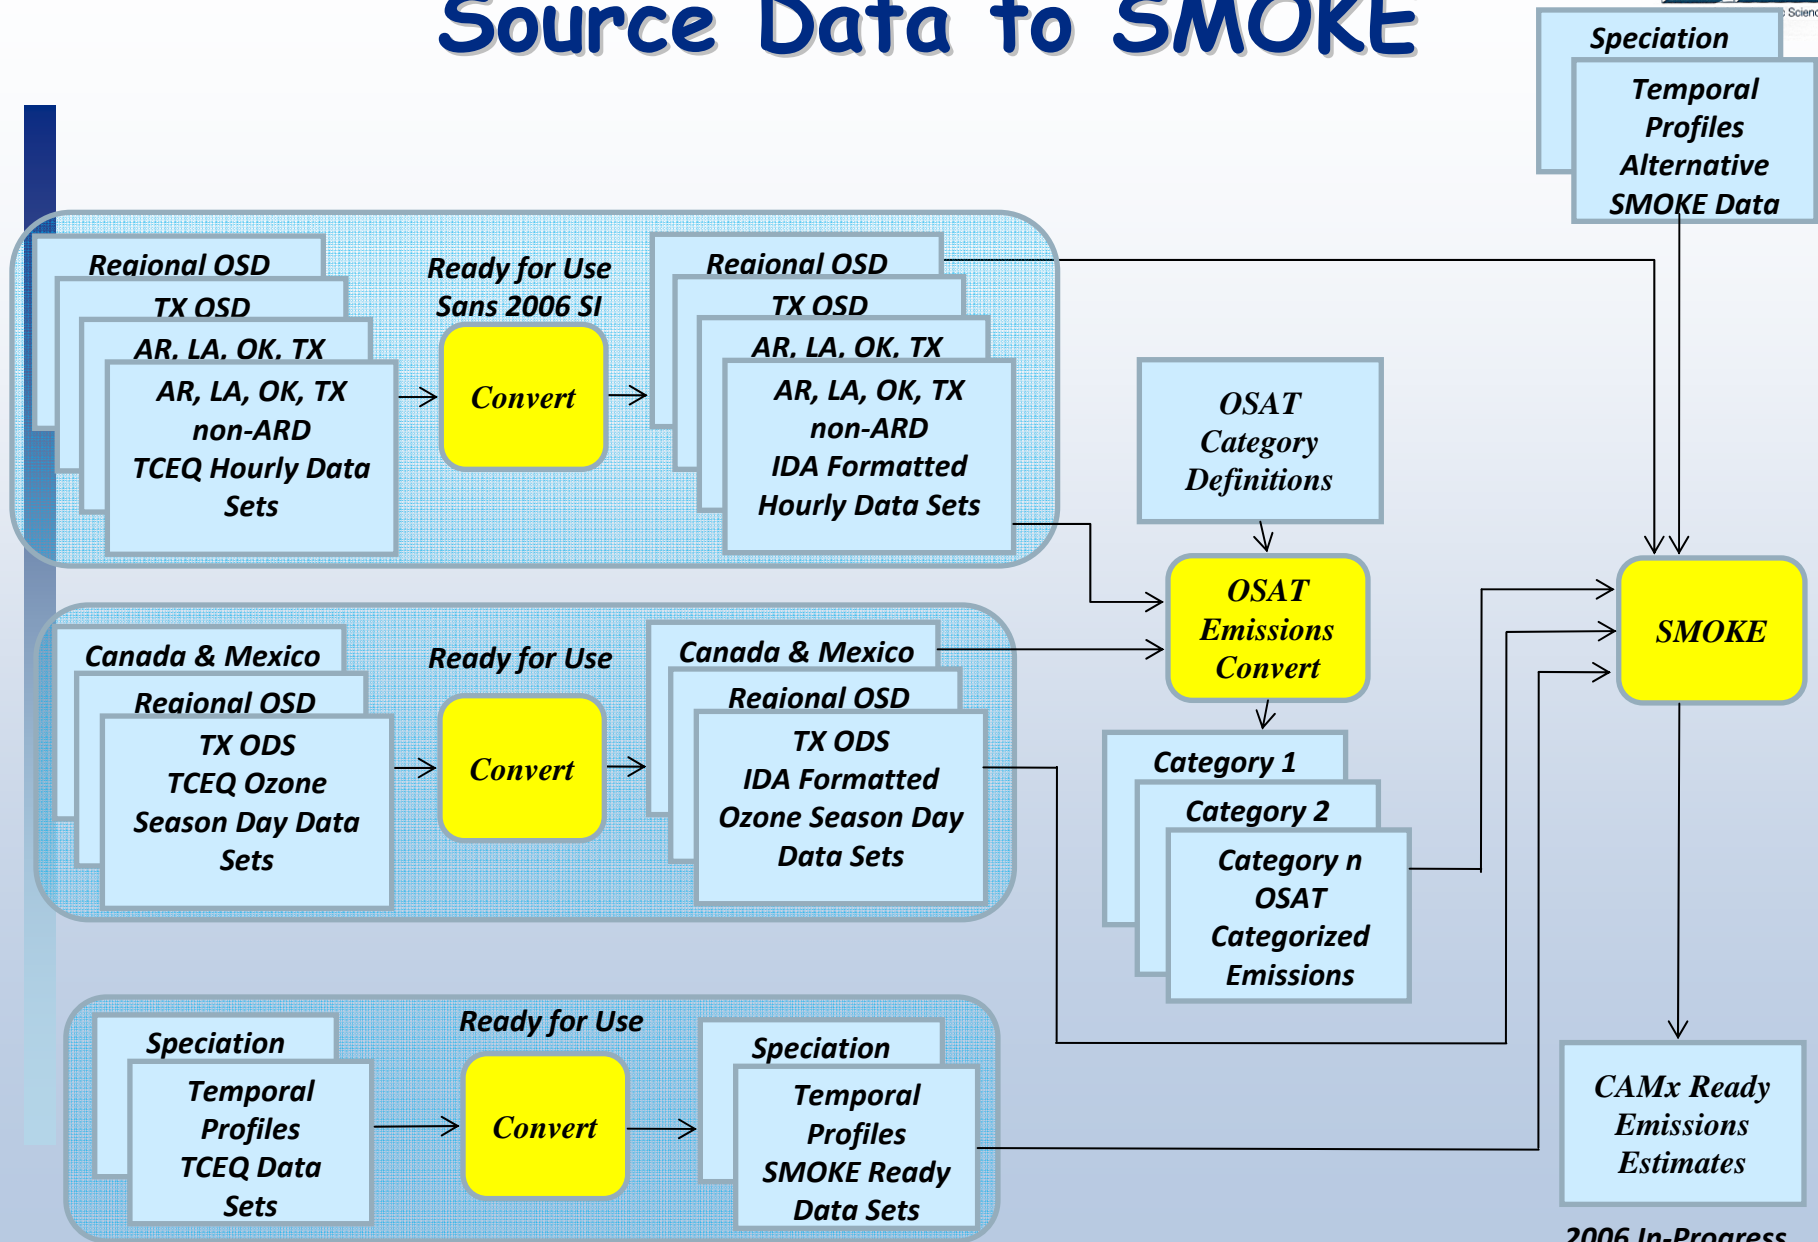 Source Data to SMOKE
Scienc
Speciation
Temporal
Profiles
Alternative
SMOKE Data
Regional OSD
TX OSD
AR, LA, OK, TX
AR, LA, OK, TX
non-ARD
TCEQ Hourly Data
Sets
Ready for Use
Sans 2006 SI
Convert
Regional OSD
TX OSD
AR, LA, OK, TX
AR, LA, OK, TX
non-ARD
IDA Formatted
Hourly Data Sets
OSAT
Category
Definitions
OSAT
Emissions
Convert
SMOKE
Canada & Mexico
Regional OSD
TX ODS
TCEQ Ozone
Season Day Data
Sets
Ready for Use
Convert
Canada & Mexico
Regional OSD
TX ODS
IDA Formatted
Ozone Season Day
Data Sets
Category 1
Category 2
Category n
OSAT
Categorized
Emissions
Speciation
Temporal
Profiles
TCEQ Data
Sets
Ready for Use
Convert
Speciation
Temporal
Profiles
SMOKE Ready
Data Sets
CAMx Ready
Emissions
Estimates
2006 In-Progress